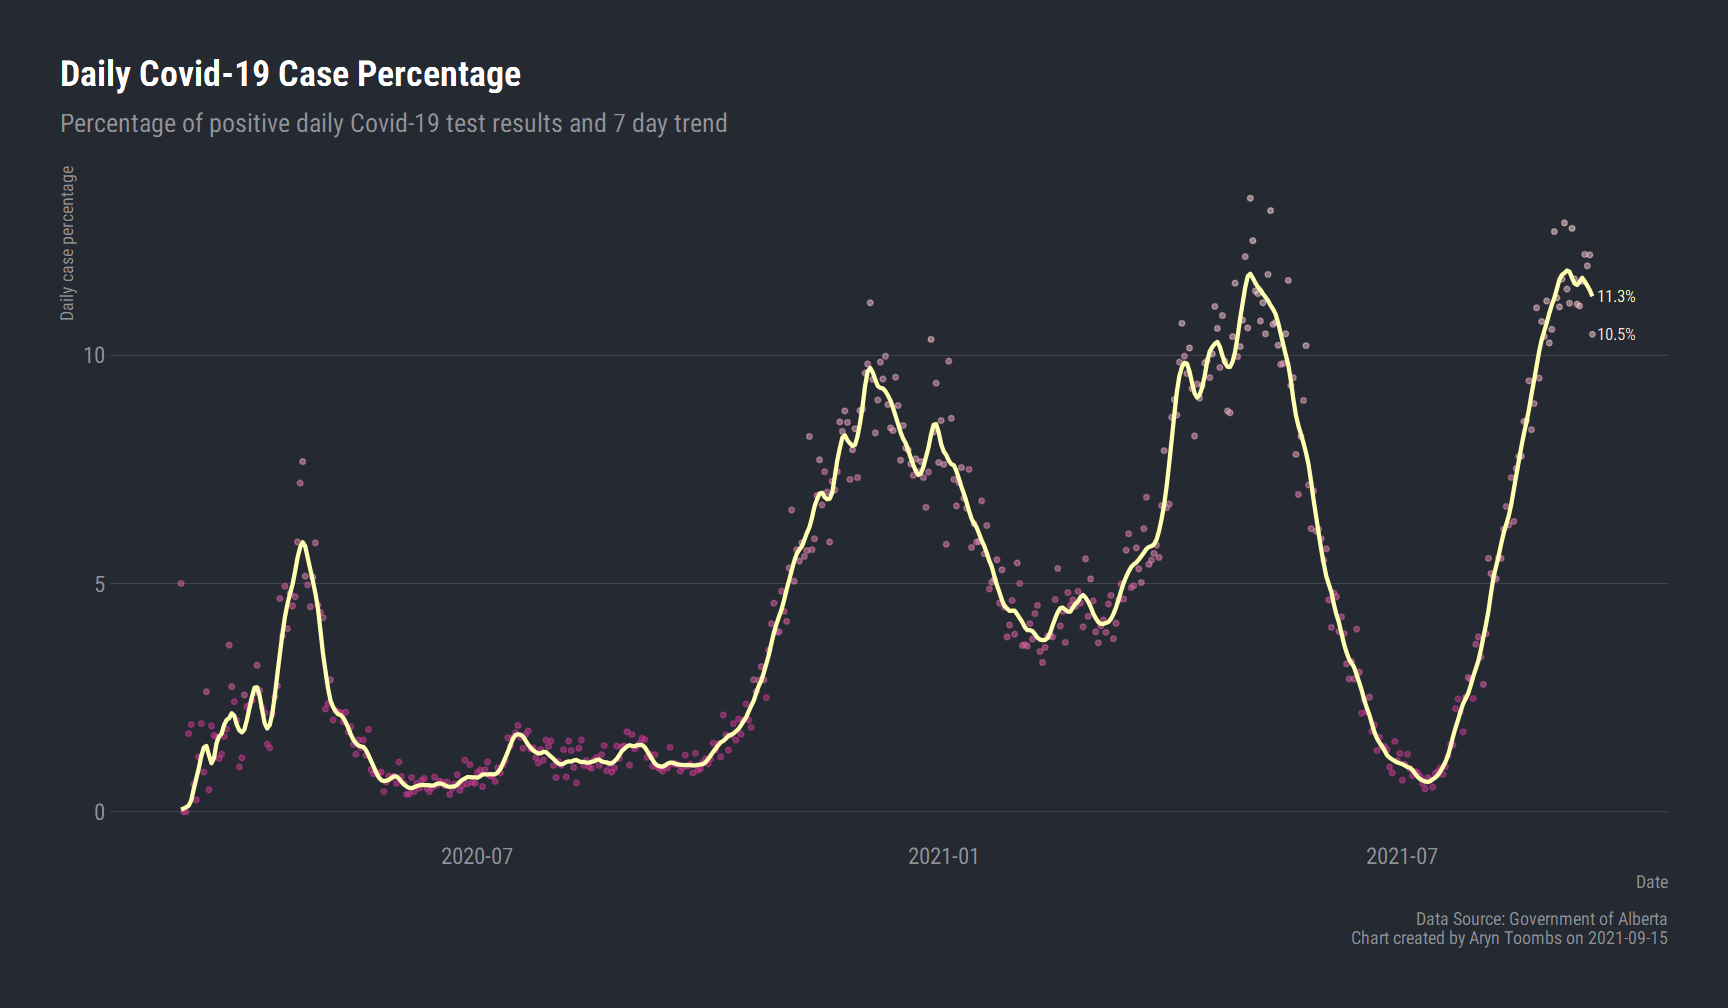 Daily Covid-19 Case Percentage
Percentage of positive daily Covid-19 test results and 7 day trend
Daily case percentage
11.3%
10.5%
10
5
0
2020-07
2021-01
2021-07
Date
Data Source: Government of Alberta
Chart created by Aryn Toombs on 2021-09-15